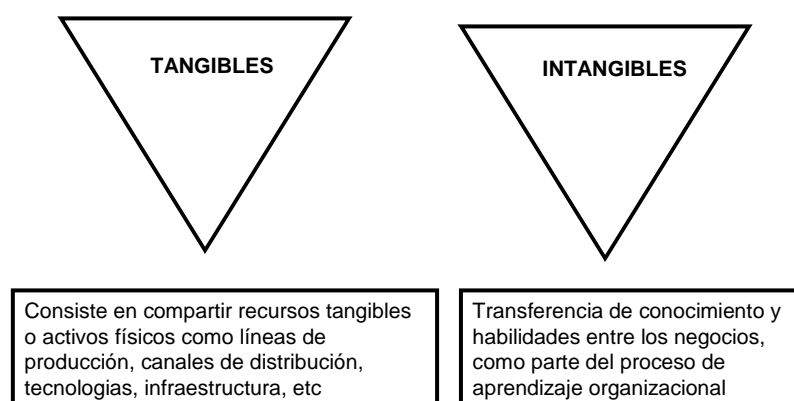 TANGIBLES
INTANGIBLES
Consiste en compartir recursos tangibles
o activos físicos como líneas de
producción, canales de distribución,
tecnologias, infraestructura, etc
Transferencia de conocimiento y
habilidades entre los negocios,
como parte del proceso de
aprendizaje organizacional